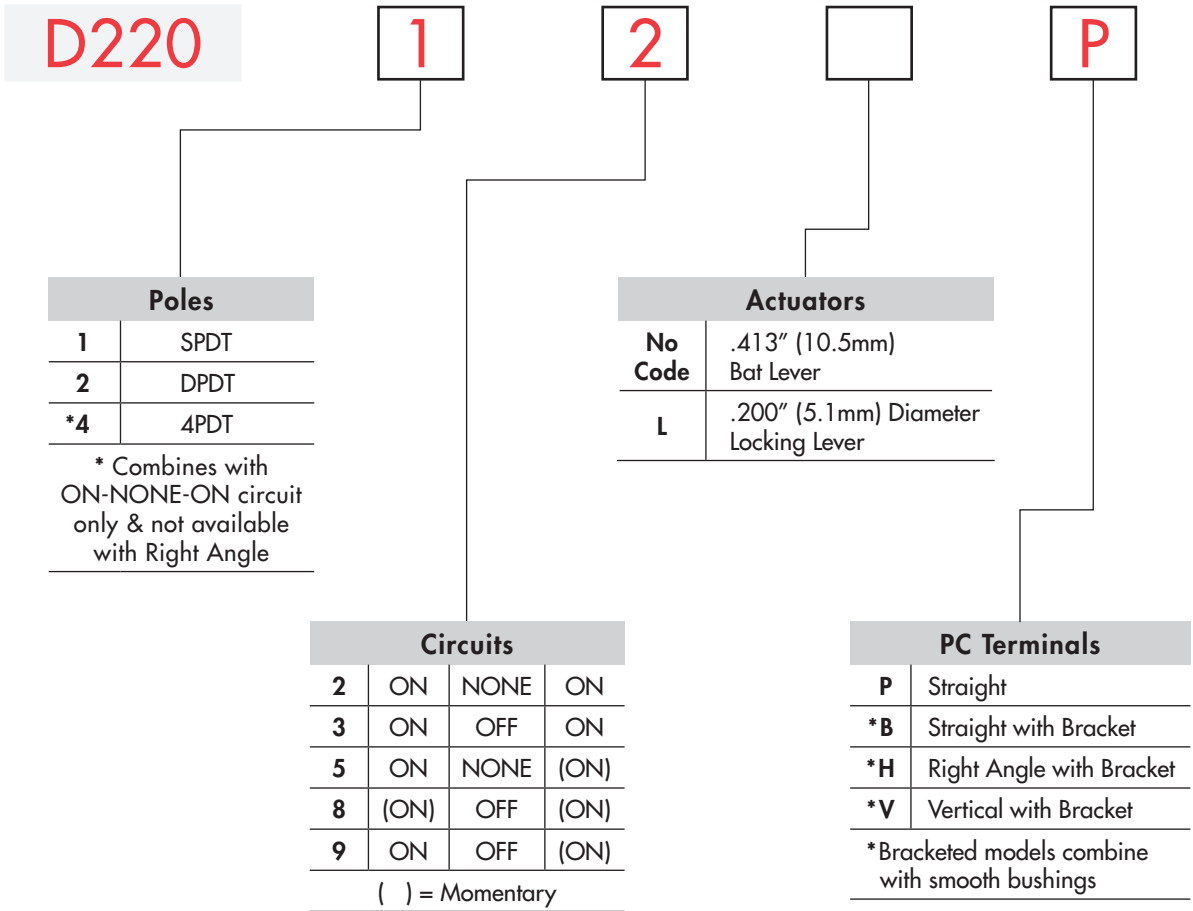 D220 1 2 P
Poles
1 SPDT
2 DPDT
*4 4PDT
* Combines with
ON-NONE-ON circuit
only & not available
with Right Angle
Actuators
No Code .413" (10.5mm)
Bat Lever
L .200" (5.1mm) Diameter
Locking Lever
Circuits
2 ON NONE ON
3 ON OFF ON
5 ON NONE (ON)
8 (ON) OFF (ON)
9 ON OFF (ON)
( ) = Momentary
PC Terminals
P Straight
*B Straight with Bracket
*H Right Angle with Bracket
*V Vertical with Bracket
*Bracketed models combine
with smooth bushings